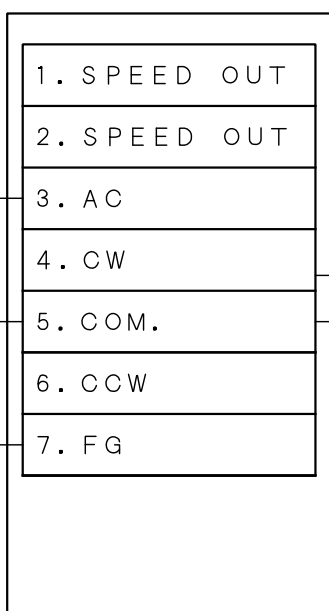 1. SPEED OUT
2. SPEED OUT
3. AC
4. CW
5. COM.
6. CCW
7. FG